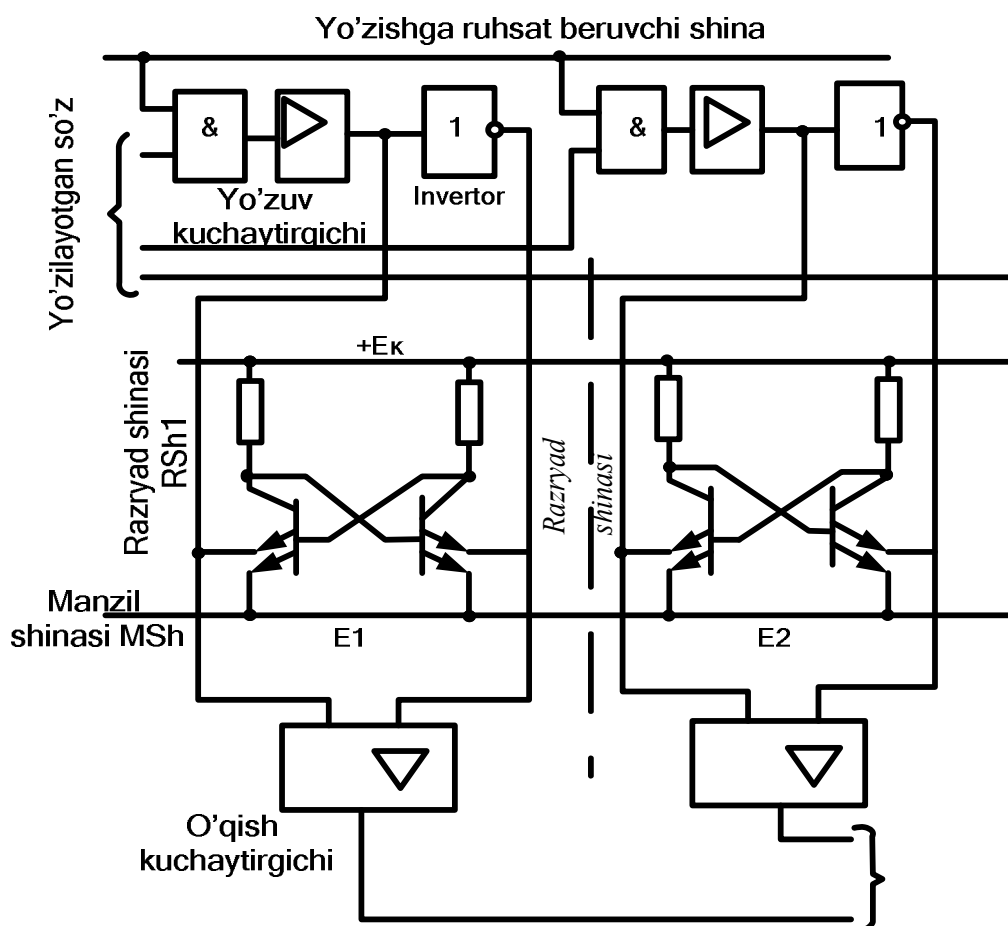 Yo’zishga ruhsat beruvchi shina
&
1
&
1
Yo’zilayotgan so’z
Yo’zuv
kuchaytirqichi
Invertor
+Eк
Razryad shinasi
RSh1
Razryad
shinasi
Manzil
shinasi MSh
E1
E2
O’qish
kuchaytirgichi